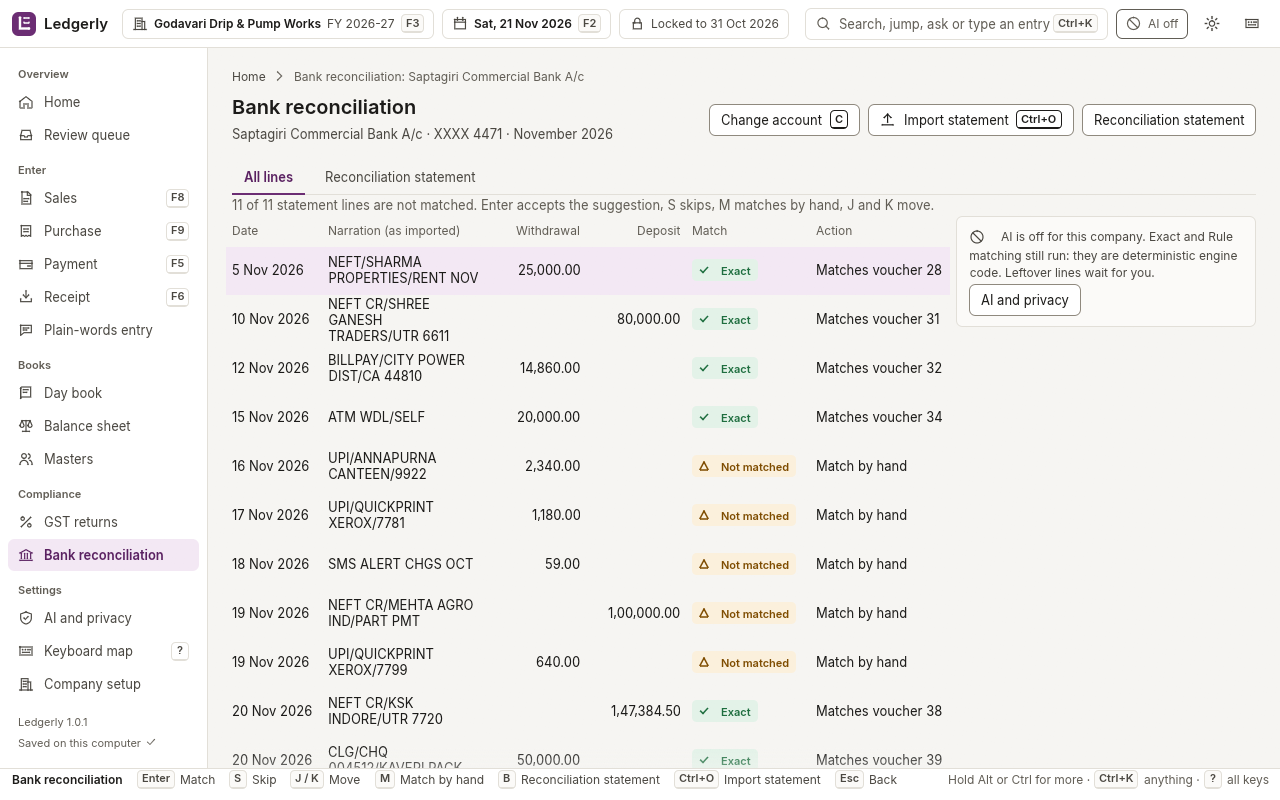 Ledgerly
Godavari Drip & Pump Works FY 2026-27 F3
Sat, 21 Nov 2026 F2
Locked to 31 Oct 2026
Search, jump, ask or type an entry Ctrl+K
AI off
Overview
Home
Review queue
Enter
Sales F8
Purchase F9
Payment F5
Receipt F6
Plain-words entry
Books
Day book
Balance sheet
Masters
Compliance
GST returns
Bank reconciliation
Settings
AI and privacy
Keyboard map ?
Company setup
Ledgerly 1.0.1
Saved on this computer
Home Bank reconciliation: Saptagiri Commercial Bank A/c
Bank reconciliation
Saptagiri Commercial Bank A/c · XXXX 4471 · November 2026
Change account C
Import statement Ctrl+O
Reconciliation statement
All lines Reconciliation statement
11 of 11 statement lines are not matched. Enter accepts the suggestion, S skips, M matches by hand, J and K move.
Date Narration (as imported) Withdrawal Deposit Match Action
5 Nov 2026 NEFT/SHARMA PROPERTIES/RENT NOV 25,000.00 Exact Matches voucher 28
10 Nov 2026 NEFT CR/SHREE GANESH TRADERS/UTR 6611 80,000.00 Exact Matches voucher 31
12 Nov 2026 BILLPAY/CITY POWER DIST/CA 44810 14,860.00 Exact Matches voucher 32
15 Nov 2026 ATM WDL/SELF 20,000.00 Exact Matches voucher 34
16 Nov 2026 UPI/ANNAPURNA CANTEEN/9922 2,340.00 Not matched Match by hand
17 Nov 2026 UPI/QUICKPRINT XEROX/7781 1,180.00 Not matched Match by hand
18 Nov 2026 SMS ALERT CHGS OCT 59.00 Not matched Match by hand
19 Nov 2026 NEFT CR/MEHTA AGRO IND/PART PMT 1,00,000.00 Not matched Match by hand
19 Nov 2026 UPI/QUICKPRINT XEROX/7799 640.00 Not matched Match by hand
20 Nov 2026 NEFT CR/KSK INDORE/UTR 7720 1,47,384.50 Exact Matches voucher 38
20 Nov 2026 CLG/CHQ 004512/KAVERI PACK 50,000.00 Exact Matches voucher 39
AI is off for this company. Exact and Rule
matching still run: they are deterministic engine
code. Leftover lines wait for you.
AI and privacy
Bank reconciliation Enter Match S Skip J / K Move M Match by hand B Reconciliation statement Ctrl+O Import statement Esc Back Hold Alt or Ctrl for more · Ctrl+K anything · ? all keys